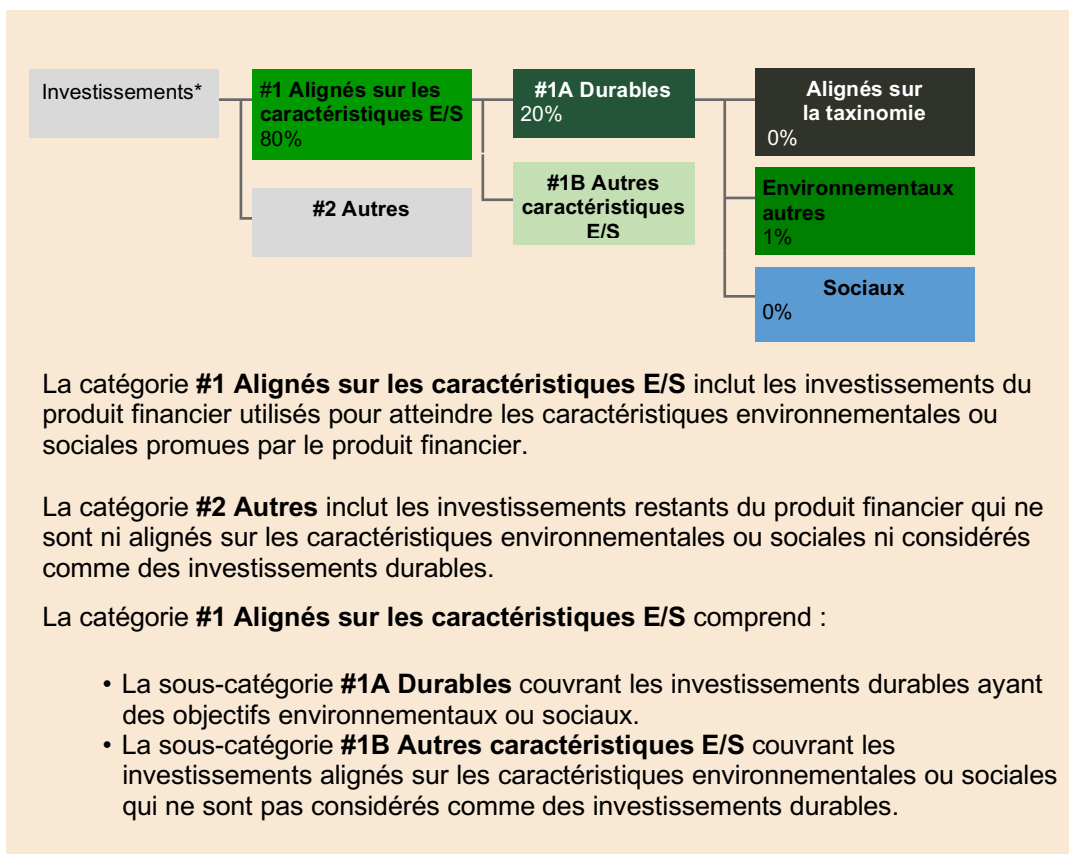 Investissements*
#1 Alignés sur les
caractéristiques E/S
80%
#2 Autres
#1A Durables
20%
#1B Autres
caractéristiques
E/S
Alignés sur
la taxinomie
0%
Environnementaux
autres
1%
Sociaux
0%
La catégorie #1 Alignés sur les caractéristiques E/S inclut les investissements du
produit financier utilisés pour atteindre les caractéristiques environnementales ou
sociales promues par le produit financier.
La catégorie #2 Autres inclut les investissements restants du produit financier qui ne
sont ni alignés sur les caractéristiques environnementales ou sociales ni considérés
comme des investissements durables.
La catégorie #1 Alignés sur les caractéristiques E/S comprend :
• La sous-catégorie #1A Durables couvrant les investissements durables ayant
des objectifs environnementaux ou sociaux.
• La sous-catégorie #1B Autres caractéristiques E/S couvrant les
investissements alignés sur les caractéristiques environnementales ou sociales
qui ne sont pas considérés comme des investissements durables.